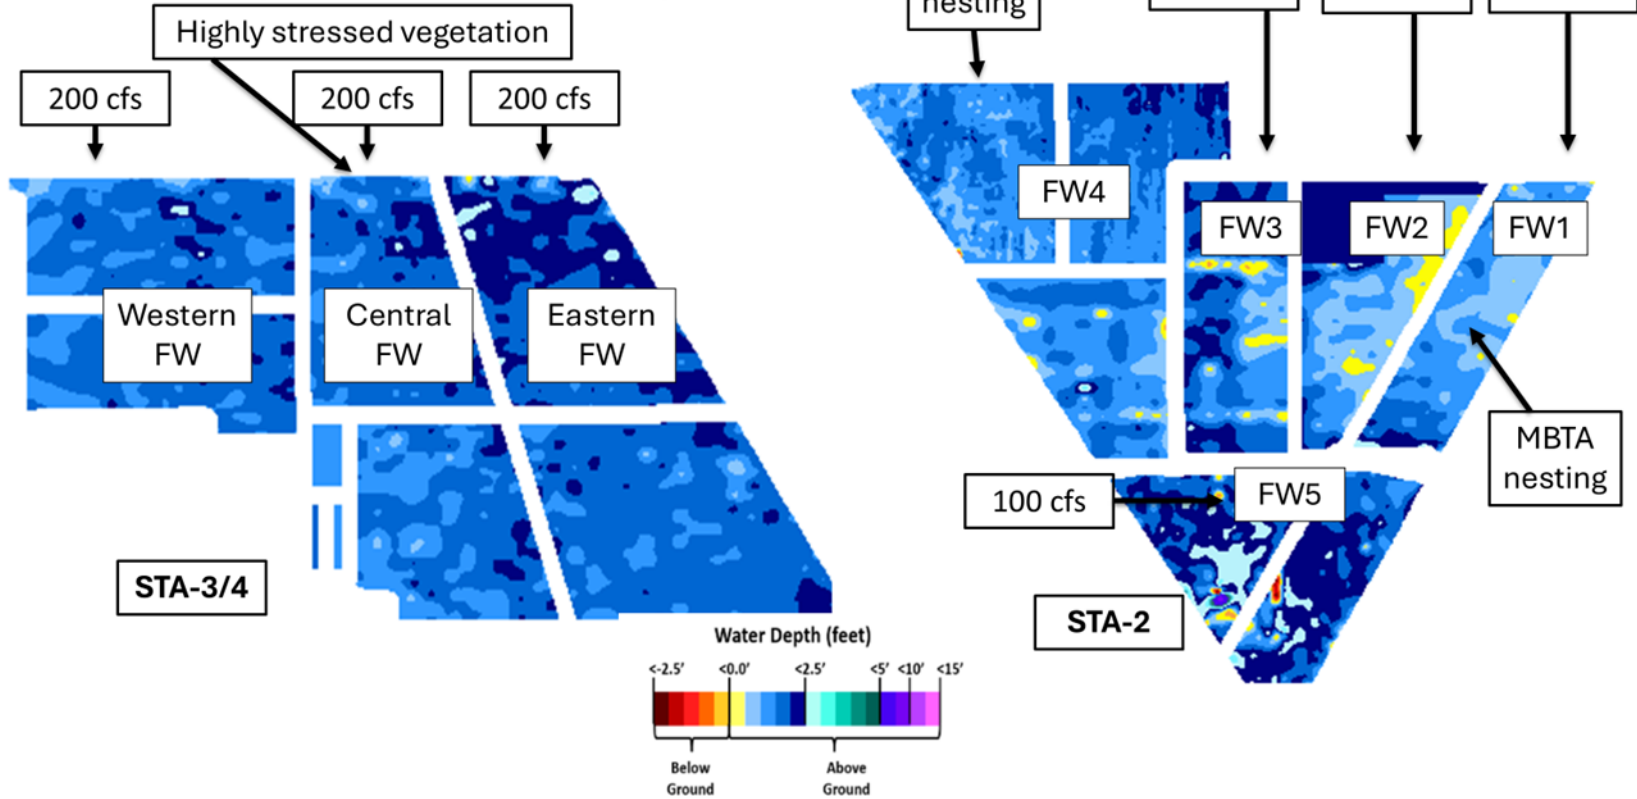 Highly stressed vegetation
200 cfs
200 cfs
200 cfs
nesting
FW4
FW3
FW2
FW1
Western
FW
Central
FW
Eastern
FW
MBTA
nesting
100 cfs
FW5
STA-3/4
STA-2
Water Depth (feet)
<-2.5' <0.0' <2.5' <5' <10' <15'
Below
Ground
Above
Ground